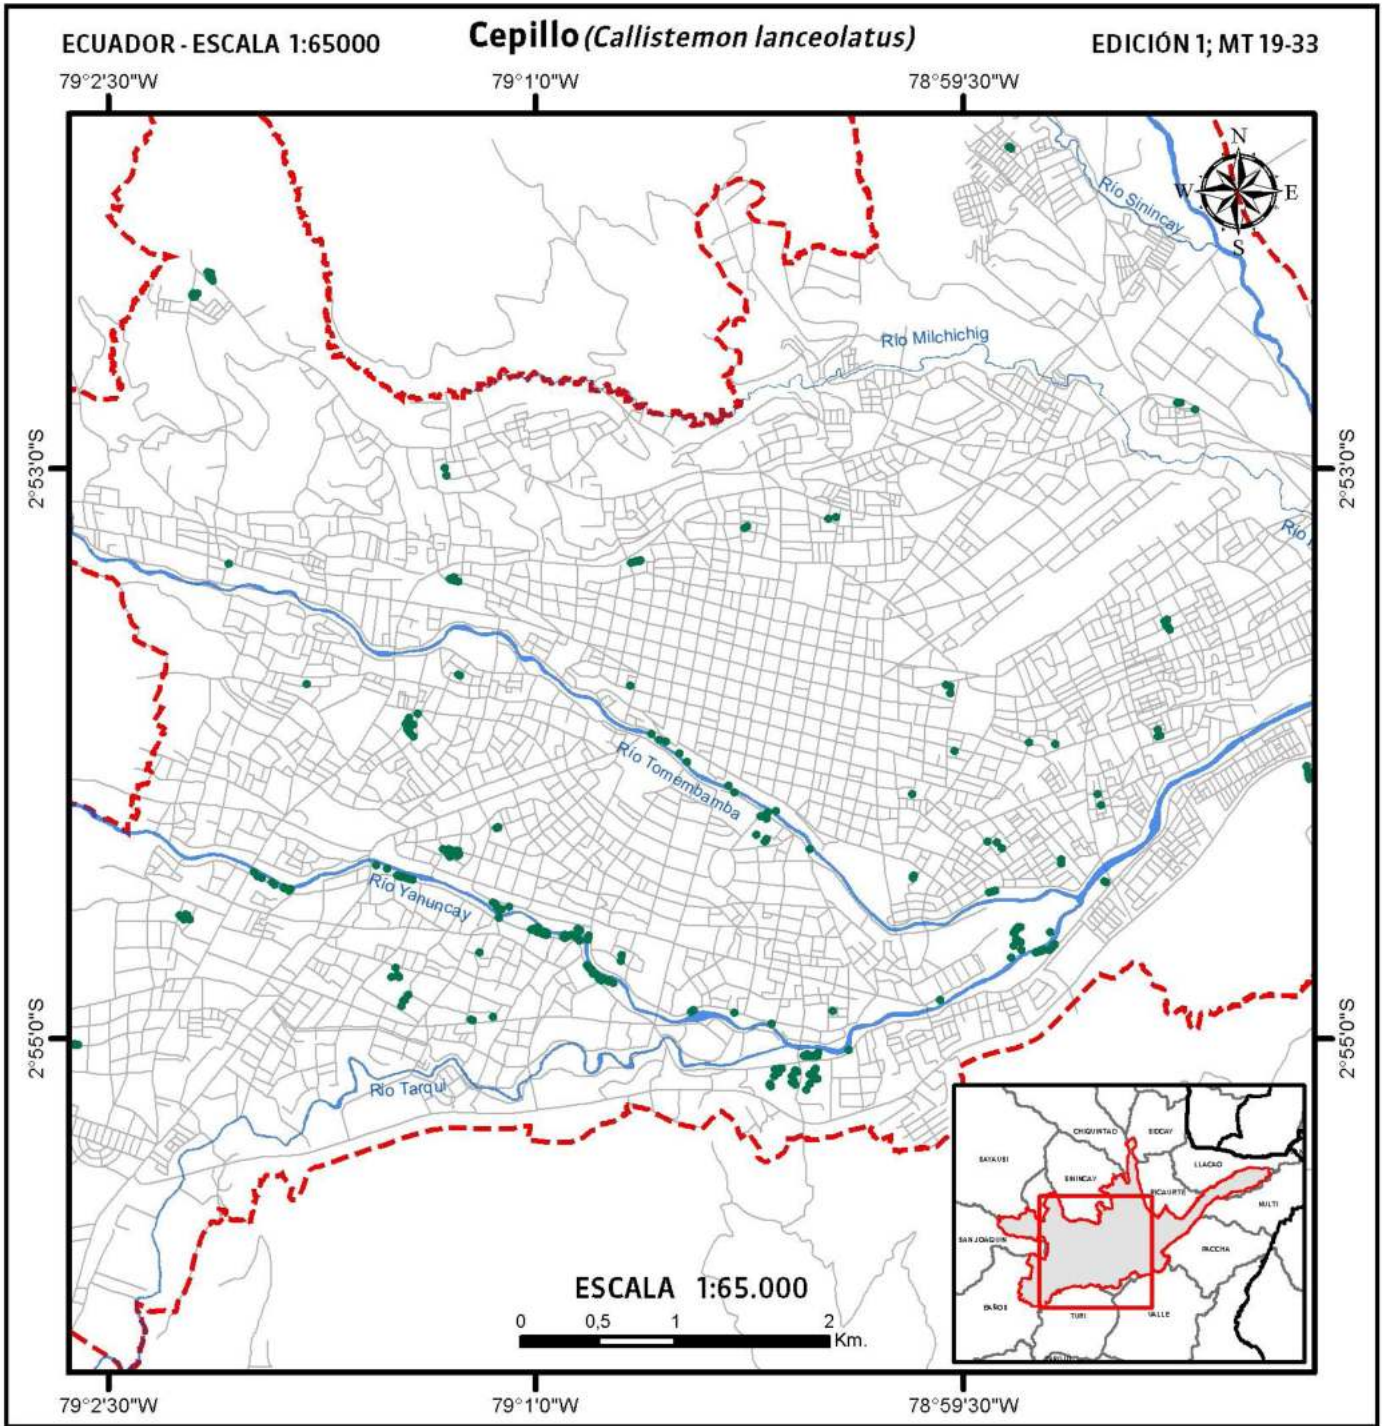 ECUADOR - ESCALA 1:65000
Cepillo (Callistemon lanceolatus)
EDICIÓN 1; MT 19-33
79°2'30"W
79°1'0"W
78°59'30"W
N
W
E
S
Río Sinincay
Río Milchichig
2°53'0"S
2°53'0"S
Río
Río Tomembamba
Río Yanuncay
2°55'0"S
2°55'0"S
Río Tarqui
CHIQUINTAD
SIDCAY
SAYAUSI
LLACAO
SININCAY
RICAURTE
NULTI
SAN JOAQUIN
PACCHA
BAÑOS
TURI
VALLE
ESCALA 1:65.000
0
0,5
1
2
Km.
79°2'30"W
79°1'0"W
78°59'30"W